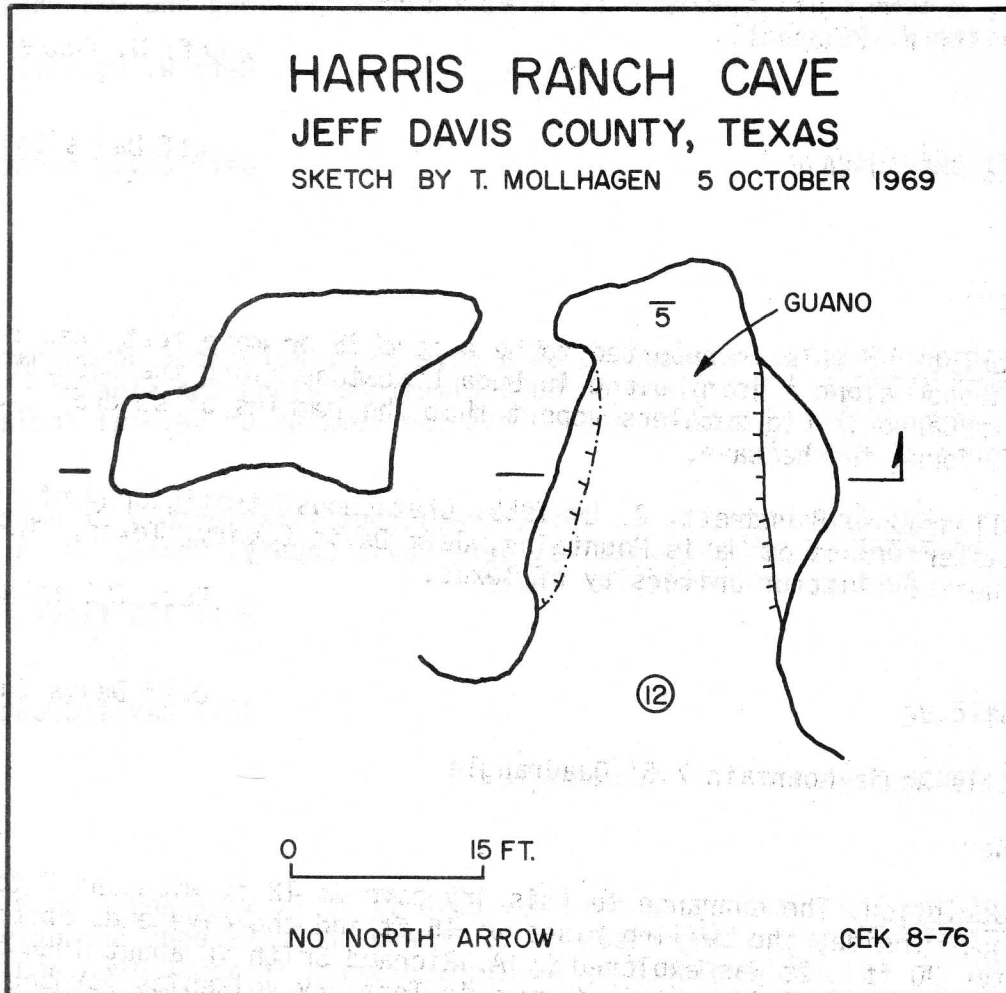 HARRIS RANCH CAVE
JEFF DAVIS COUNTY, TEXAS
SKETCH BY T. MOLLHAGEN 5 OCTOBER 1969
5
GUANO
12
0 15 FT.
NO NORTH ARROW CEK 8-76